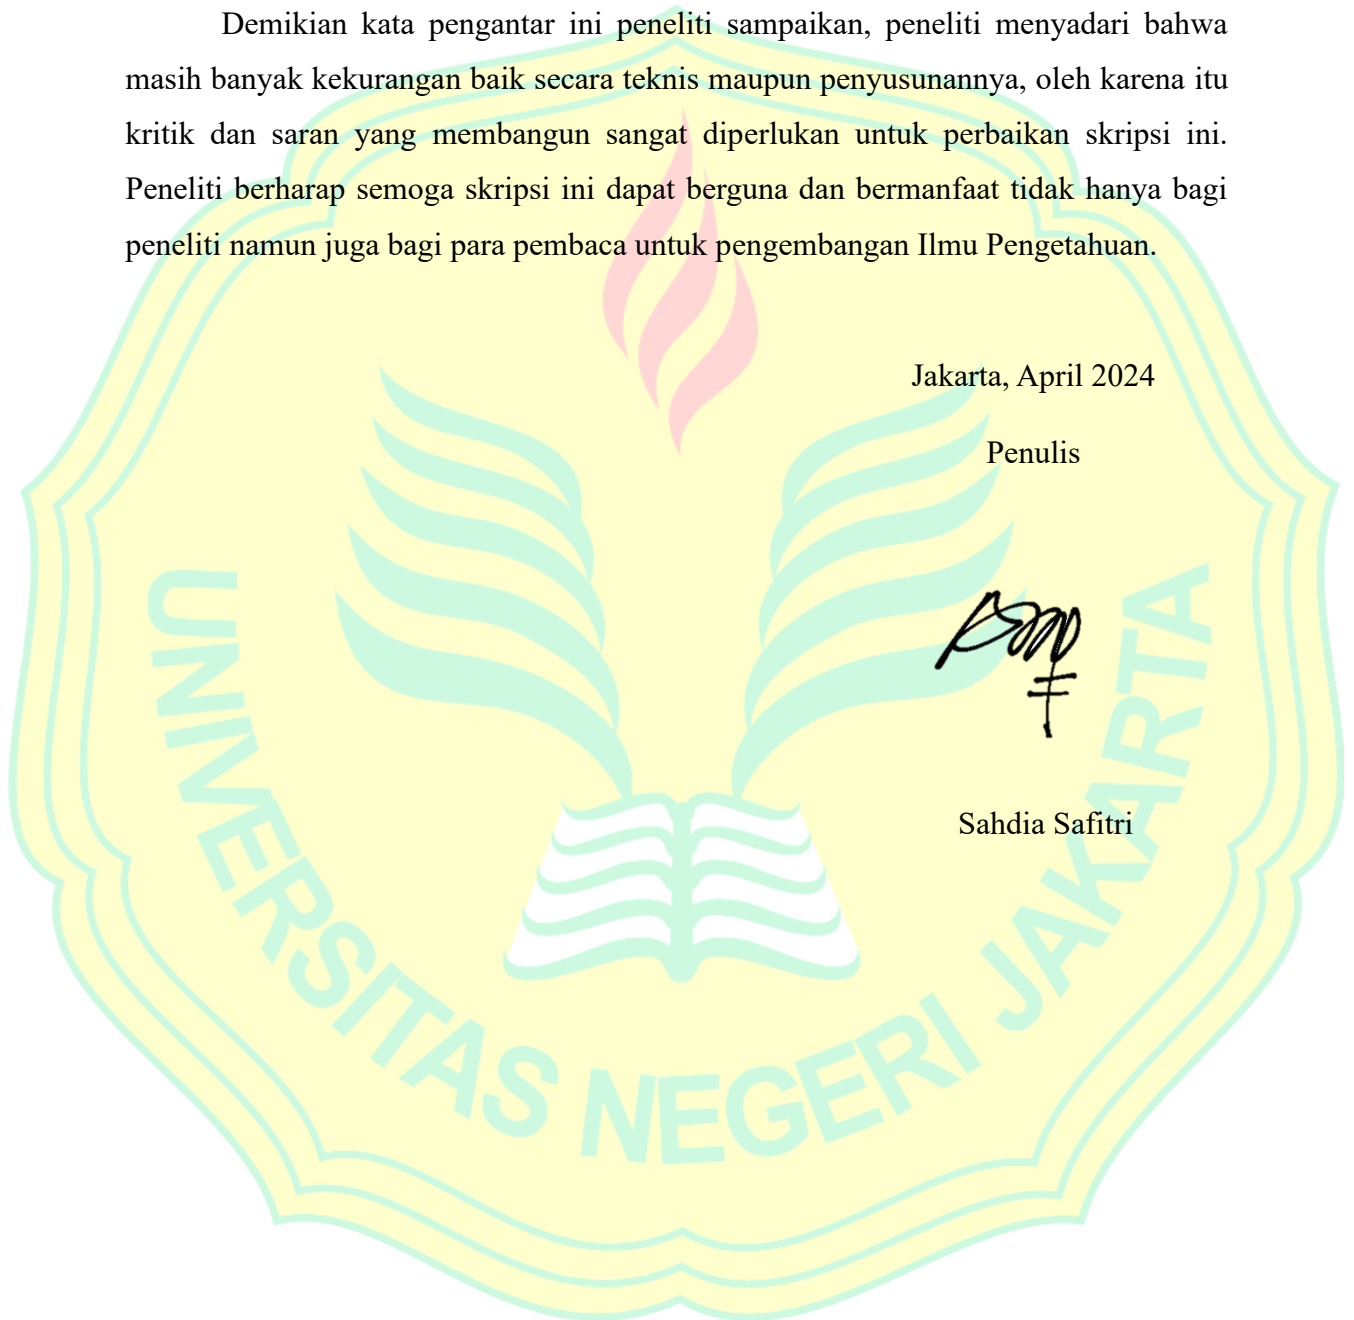 Demikian kata pengantar ini peneliti sampaikan, peneliti menyadari bahwa
masih banyak kekurangan baik secara teknis maupun penyusunannya, oleh karena itu
kritik dan saran yang membangun sangat diperlukan untuk perbaikan skripsi ini.
Peneliti berharap semoga skripsi ini dapat berguna dan bermanfaat tidak hanya bagi
peneliti namun juga bagi para pembaca untuk pengembangan Ilmu Pengetahuan.
Jakarta, April 2024
Penulis
Sahdia Safitri
UNIVERSITAS NEGERI JAKARTA